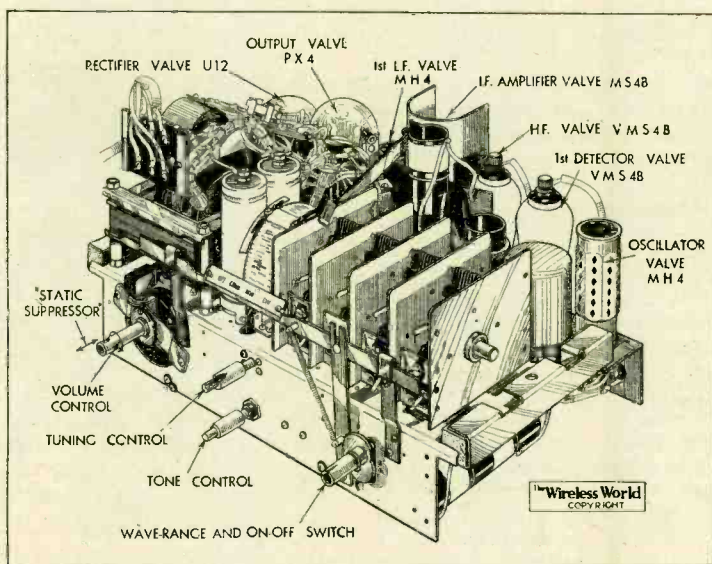 RECTIFIER VALVE U12
OUTPUT VALVE
PX4
1st L.F. VALVE
MH4
I.F. AMPLIFIER VALVE MS4B
H.F. VALVE VMS4B
1st DETECTOR VALVE
VMS4B
OSCILLATOR
VALVE
MH4
"STATIC
SUPPRESSOR"
VOLUME
CONTROL
TUNING CONTROL
TONE CONTROL
WAVE-RANGE AND ON-OFF SWITCH
The Wireless World
COPYRIGHT